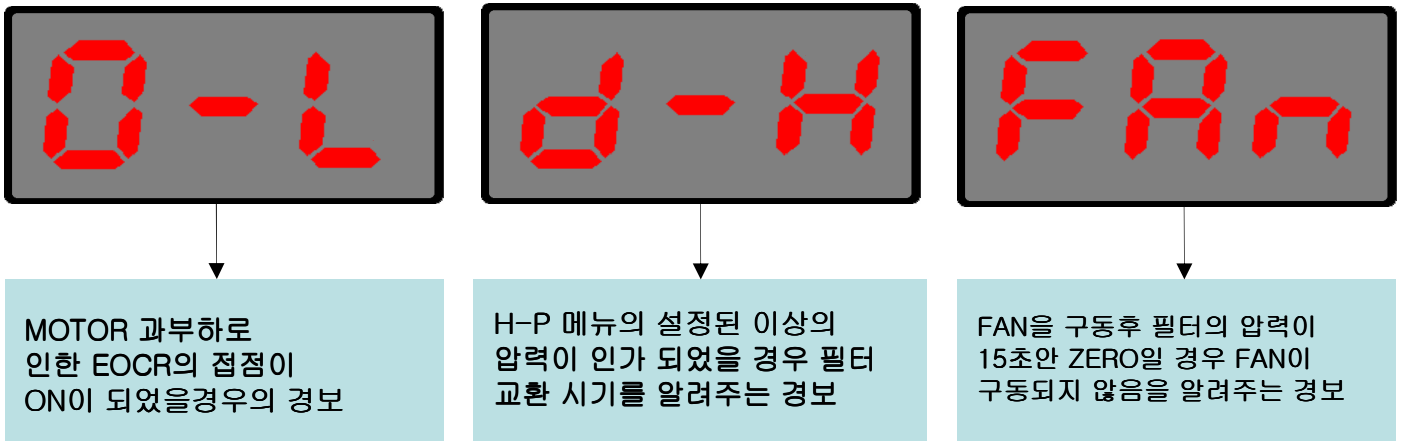 0-L
d-H
FAn
MOTOR 과부하로
인한 EOCR의 접점이
ON이 되었을경우의 경보
H-P 메뉴의 설정된 이상의
압력이 인가 되었을 경우 필터
교환 시기를 알려주는 경보
FAN을 구동후 필터의 압력이
15초안 ZERO일 경우 FAN이
구동되지 않음을 알려주는 경보